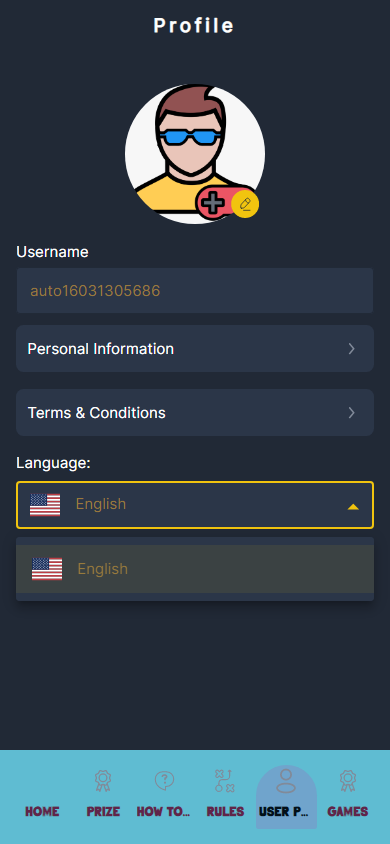 Profile
Username
auto16031305686
Personal Information
Terms & Conditions
Language:
English
English
HOME PRIZE HOW TO... RULES USER P... GAMES